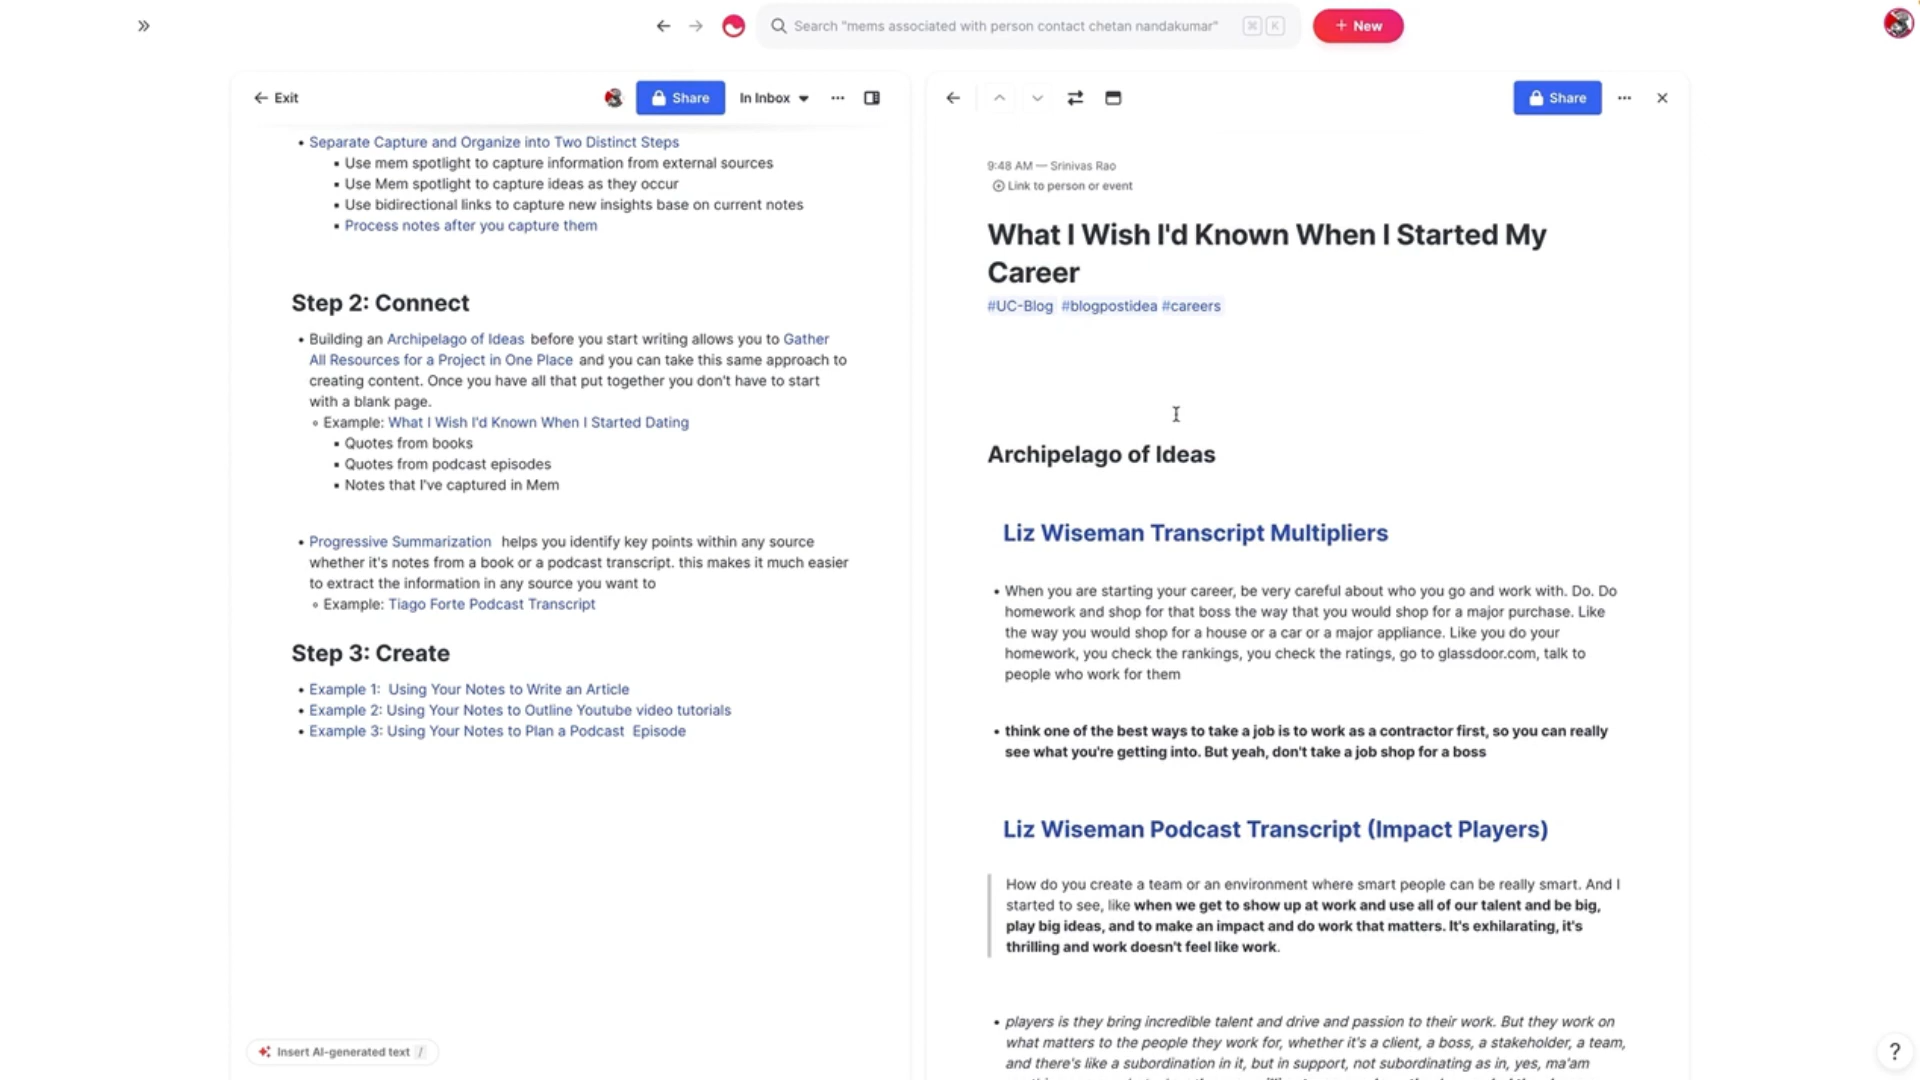 Search "mems associated with person contact chetan nandakumar"
⌘ K
+ New
← Exit
Share
In Inbox
Separate Capture and Organize into Two Distinct Steps
Use mem spotlight to capture information from external sources
Use Mem spotlight to capture ideas as they occur
Use bidirectional links to capture new insights base on current notes
Process notes after you capture them
Step 2: Connect
Building an Archipelago of Ideas before you start writing allows you to Gather
All Resources for a Project in One Place and you can take this same approach to
creating content. Once you have all that put together you don't have to start
with a blank page.
Example: What I Wish I'd Known When I Started Dating
Quotes from books
Quotes from podcast episodes
Notes that I've captured in Mem
Progressive Summarization helps you identify key points within any source
whether it's notes from a book or a podcast transcript. this makes it much easier
to extract the information in any source you want to
Example: Tiago Forte Podcast Transcript
Step 3: Create
Example 1: Using Your Notes to Write an Article
Example 2: Using Your Notes to Outline Youtube video tutorials
Example 3: Using Your Notes to Plan a Podcast Episode
Insert AI-generated text /
Share
9:48 AM — Srinivas Rao
Link to person or event
What I Wish I'd Known When I Started My
Career
#UC-Blog #blogpostidea #careers
Archipelago of Ideas
Liz Wiseman Transcript Multipliers
When you are starting your career, be very careful about who you go and work with. Do. Do
homework and shop for that boss the way that you would shop for a major purchase. Like
the way you would shop for a house or a car or a major appliance. Like you do your
homework, you check the rankings, you check the ratings, go to glassdoor.com, talk to
people who work for them
think one of the best ways to take a job is to work as a contractor first, so you can really
see what you're getting into. But yeah, don't take a job shop for a boss
Liz Wiseman Podcast Transcript (Impact Players)
How do you create a team or an environment where smart people can be really smart. And I
started to see, like when we get to show up at work and use all of our talent and be big,
play big ideas, and to make an impact and do work that matters. It's exhilarating, it's
thrilling and work doesn't feel like work.
players is they bring incredible talent and drive and passion to their work. But they work on
what matters to the people they work for, whether it's a client, a boss, a stakeholder, a team,
and there's like a subordination in it, but in support, not subordinating as in, yes, ma'am
?